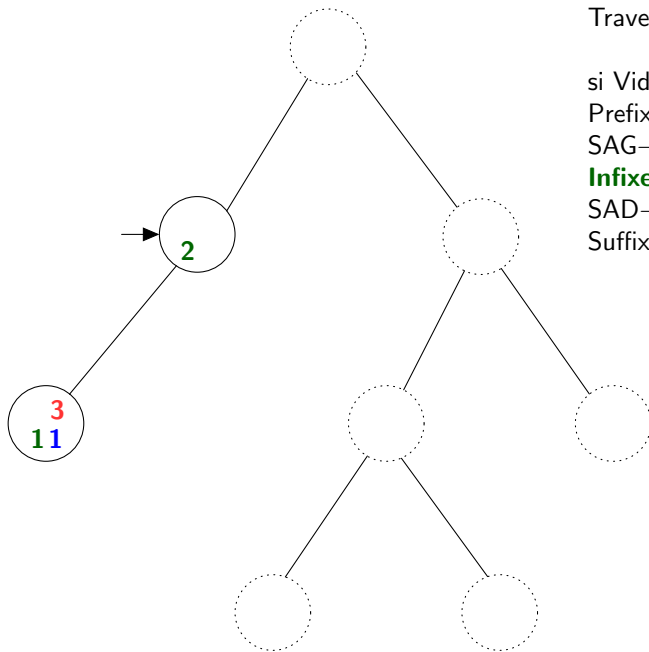 Trave
si Vid
Prefix
SAG–
Infixe
SAD–
Suffix
2
3
1 1